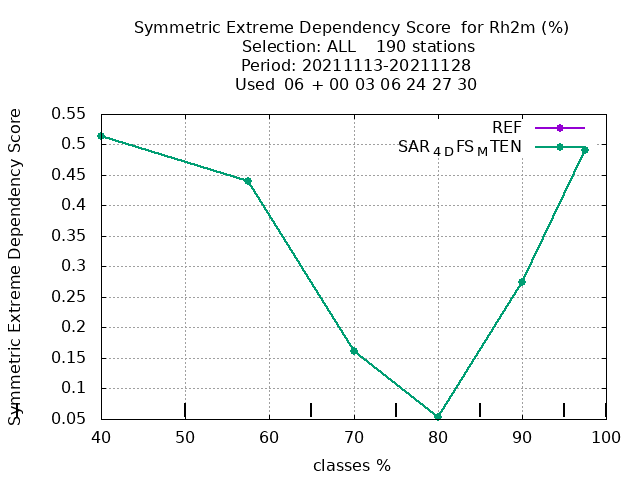 Symmetric Extreme Dependency Score for Rh2m (%)
Selection: ALL 190 stations
Period: 20211113-20211128
Used 06 + 00 03 06 24 27 30
Symmetric Extreme Dependency Score
0.55
0.5
0.45
0.4
0.35
0.3
0.25
0.2
0.15
0.1
0.05
REF
SAR4DFSMTEN
40 50 60 70 80 90 100
classes %